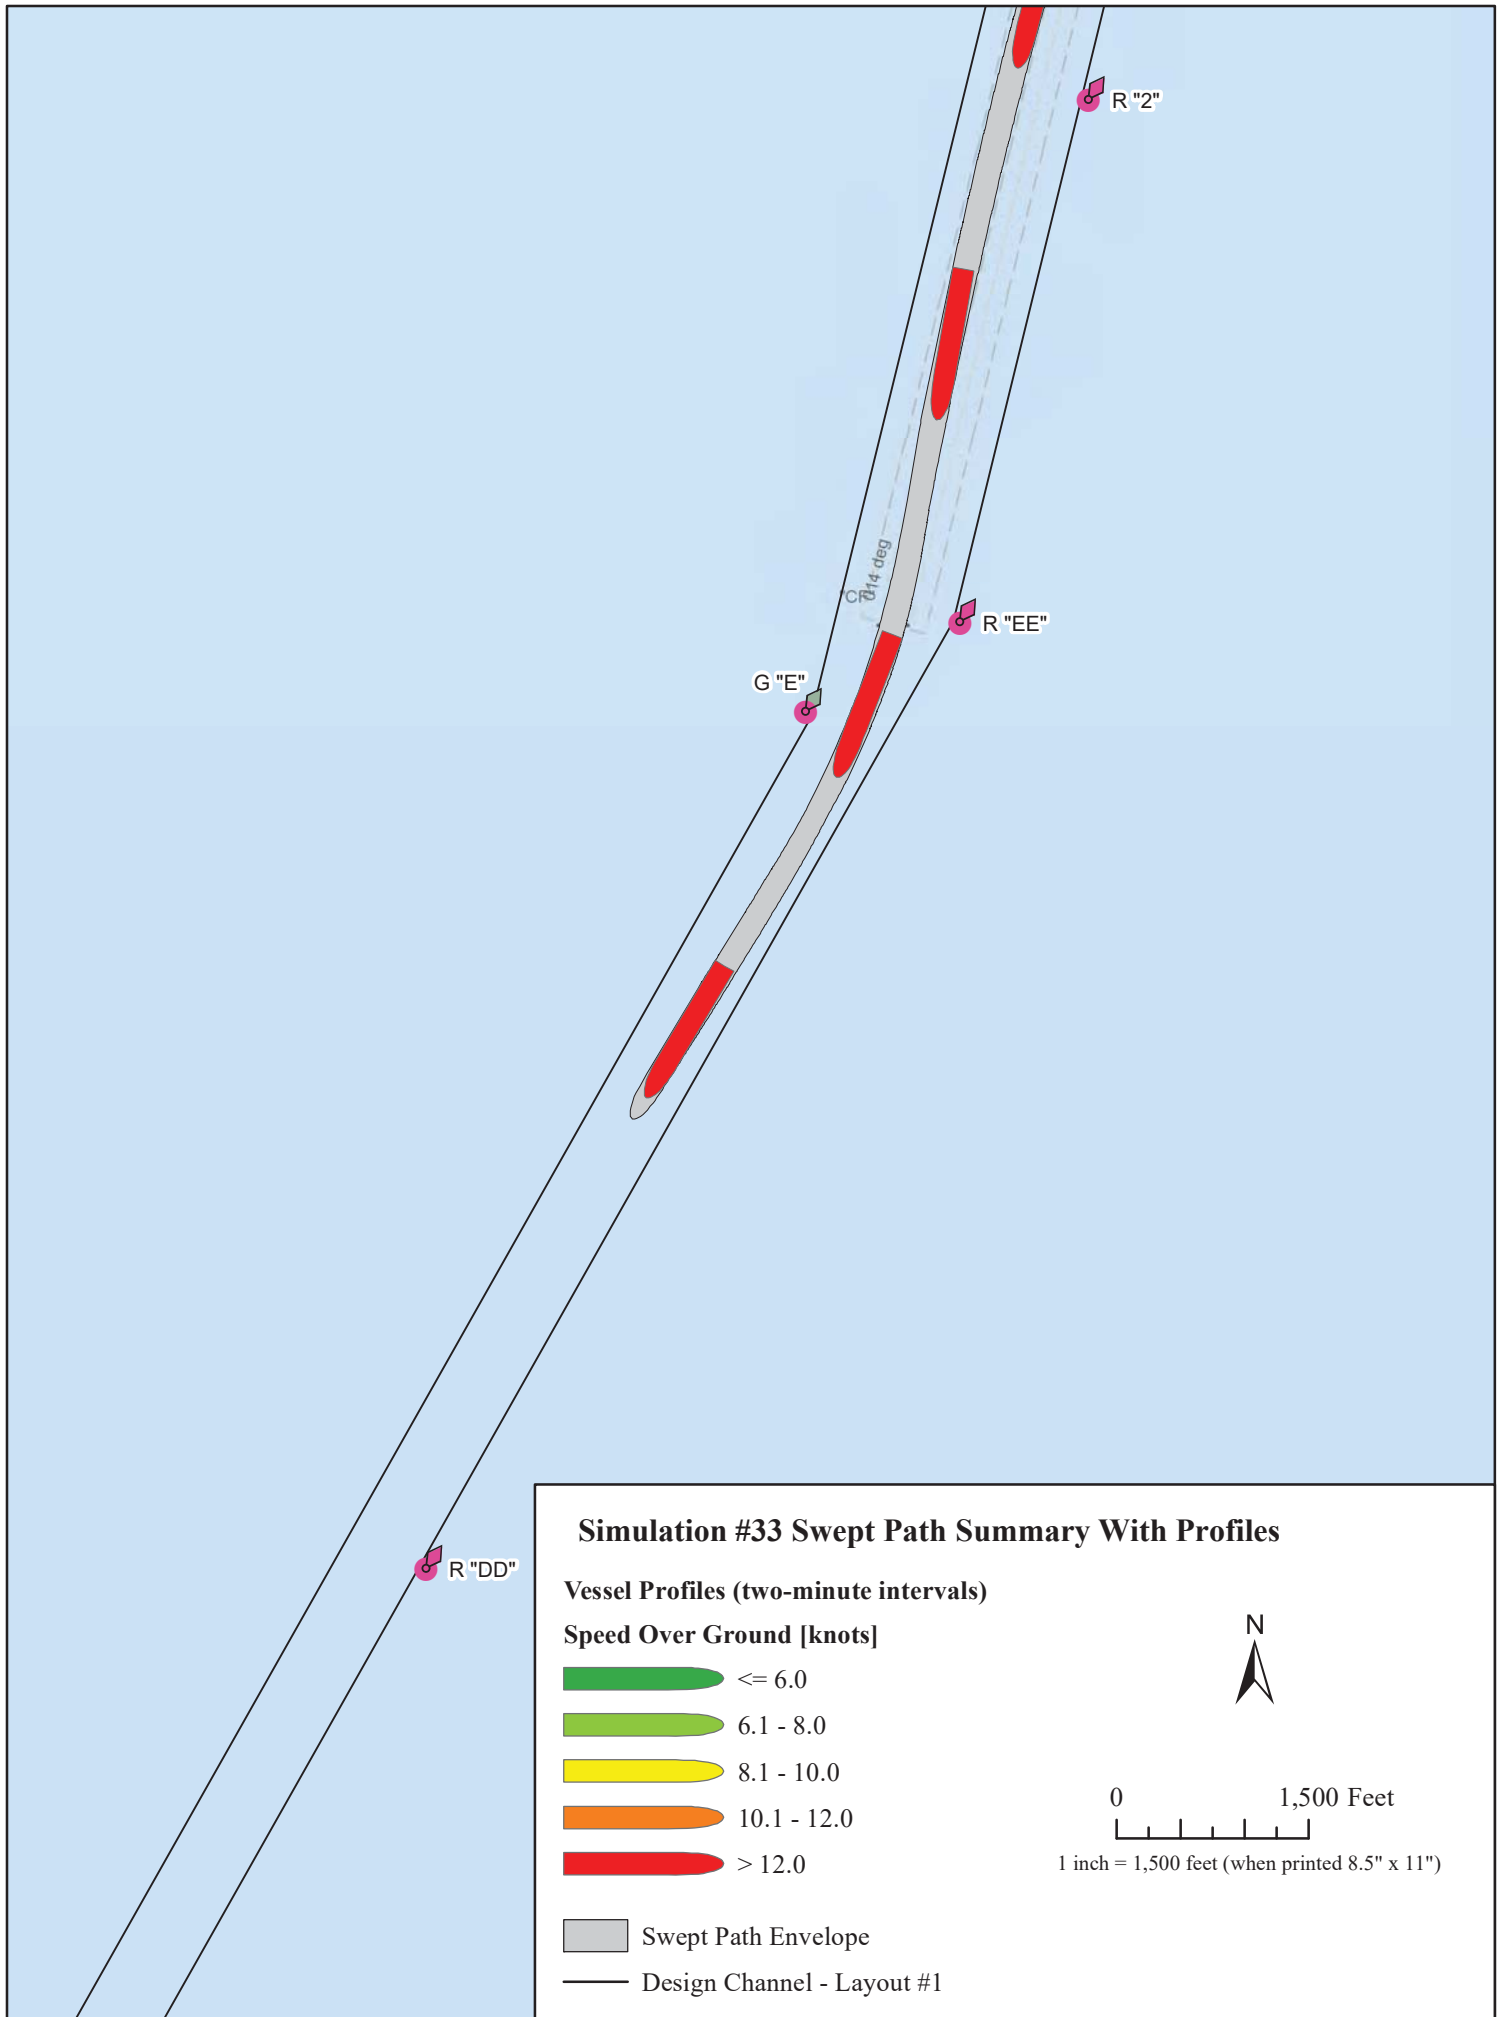 R "2"
014 deg
R "EE"
G "E"
R "DD"
Simulation #33 Swept Path Summary With Profiles
Vessel Profiles (two-minute intervals)
Speed Over Ground [knots]
<= 6.0
6.1 - 8.0
8.1 - 10.0
10.1 - 12.0
> 12.0
Swept Path Envelope
Design Channel - Layout #1
N
0 1,500 Feet
1 inch = 1,500 feet (when printed 8.5" x 11")